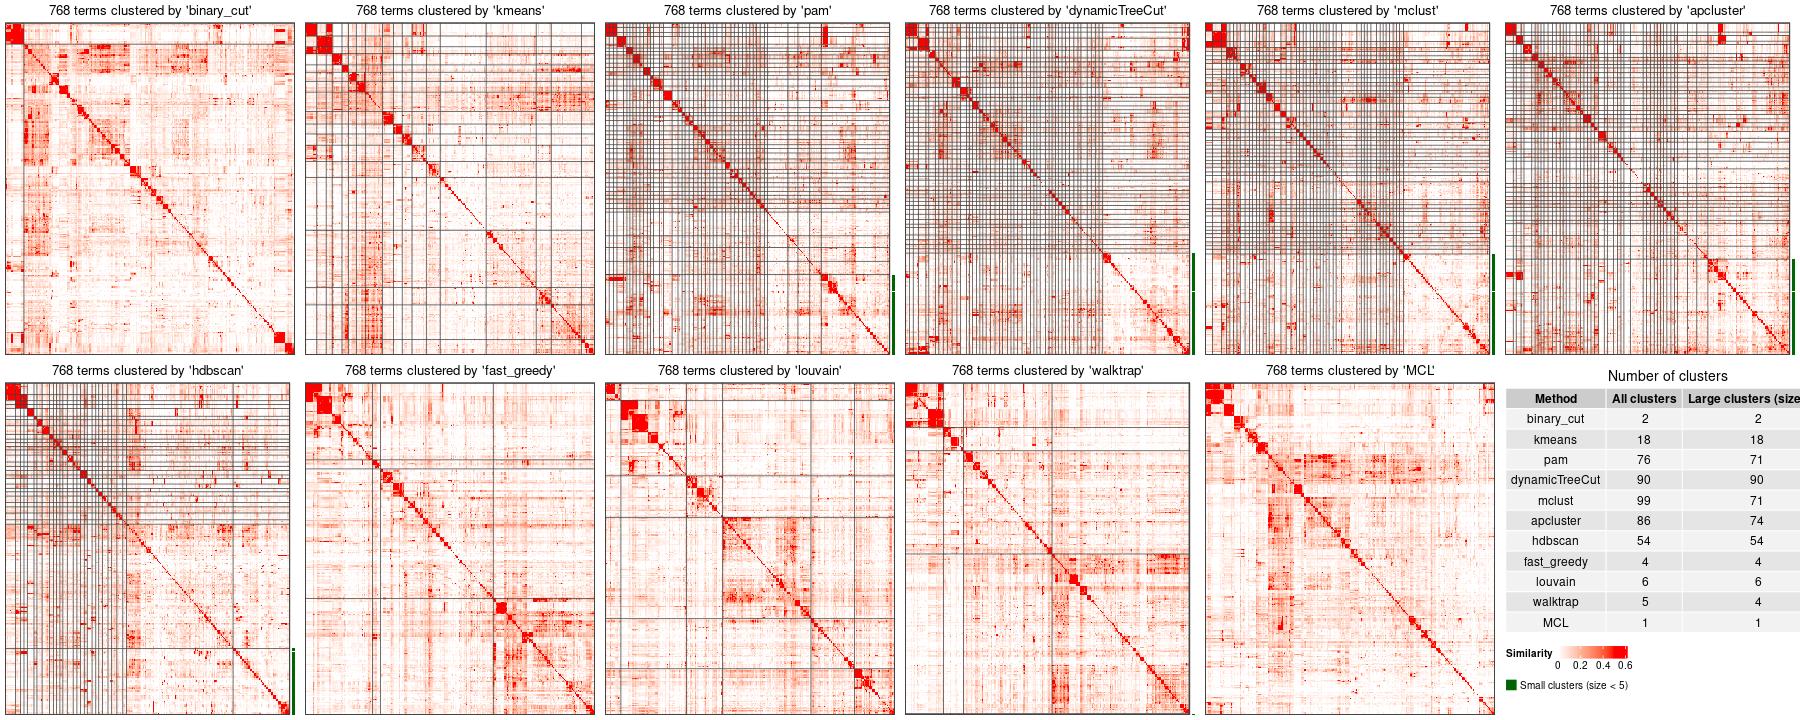 768 terms clustered by 'binary_cut'
768 terms clustered by 'kmeans'
768 terms clustered by 'pam'
768 terms clustered by 'dynamicTreeCut'
768 terms clustered by 'mclust'
768 terms clustered by 'apcluster'
768 terms clustered by 'hdbscan'
768 terms clustered by 'fast_greedy'
768 terms clustered by 'louvain'
768 terms clustered by 'walktrap'
768 terms clustered by 'MCL'
Number of clusters
Method All clusters Large clusters (size
binary_cut 2 2
kmeans 18 18
pam 76 71
dynamicTreeCut 90 90
mclust 99 71
apcluster 86 74
hdbscan 54 54
fast_greedy 4 4
louvain 6 6
walktrap 5 4
MCL 1 1
Similarity
0 0.2 0.4 0.6
Small clusters (size < 5)